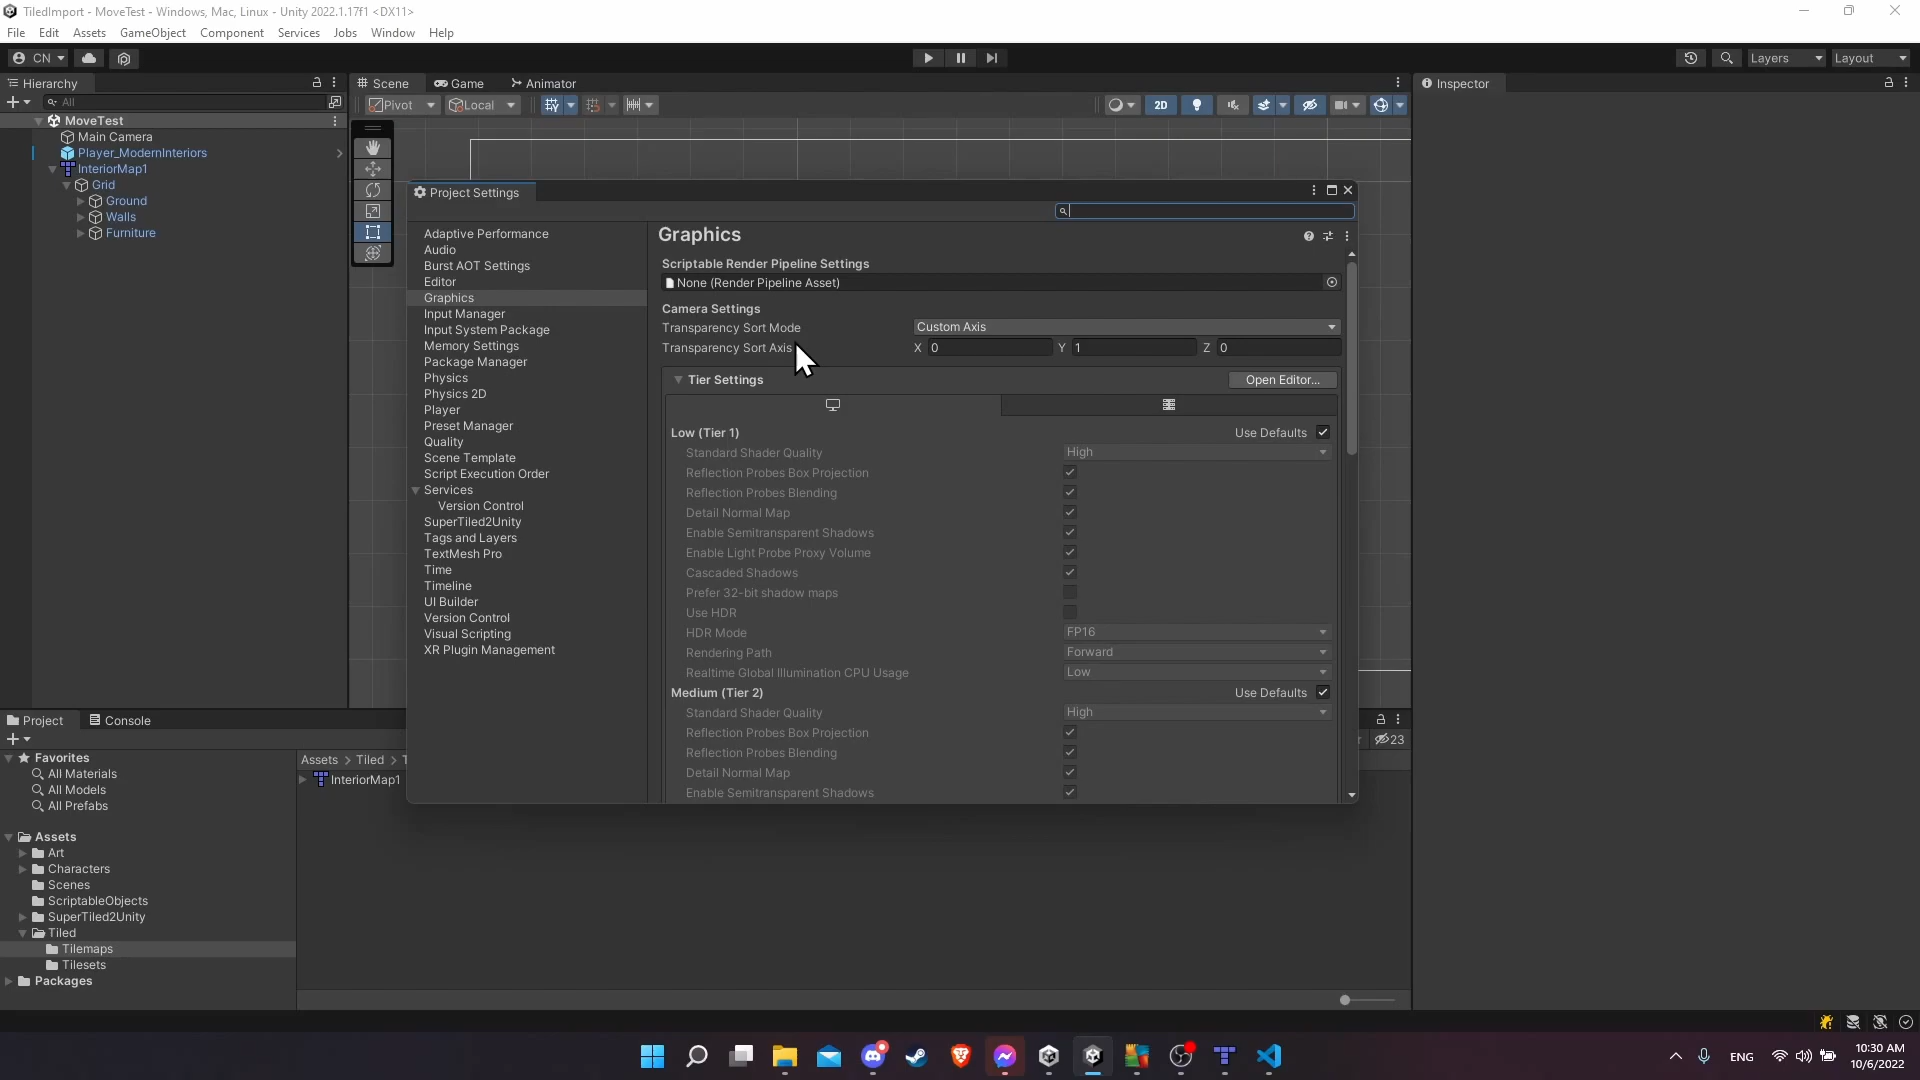 TiledImport - MoveTest - Windows, Mac, Linux - Unity 2022.1.17f1 <DX11>
File Edit Assets GameObject Component Services Jobs Window Help
CN Layers Layout
Hierarchy
All
MoveTest
Main Camera
Player_ModernInteriors
InteriorMap1
Grid
Ground
Walls
Furniture
Scene Game Animator
Pivot Local 2D
Inspector
Project Settings
Adaptive Performance
Audio
Burst AOT Settings
Editor
Graphics
Input Manager
Input System Package
Memory Settings
Package Manager
Physics
Physics 2D
Player
Preset Manager
Quality
Scene Template
Script Execution Order
Services
Version Control
SuperTiled2Unity
Tags and Layers
TextMesh Pro
Time
Timeline
UI Builder
Version Control
Visual Scripting
XR Plugin Management
Graphics
Scriptable Render Pipeline Settings
None (Render Pipeline Asset)
Camera Settings
Transparency Sort Mode Custom Axis
Transparency Sort Axis X 0 Y 1 Z 0
Tier Settings Open Editor...
Low (Tier 1) Use Defaults
Standard Shader Quality High
Reflection Probes Box Projection
Reflection Probes Blending
Detail Normal Map
Enable Semitransparent Shadows
Enable Light Probe Proxy Volume
Cascaded Shadows
Prefer 32-bit shadow maps
Use HDR
HDR Mode FP16
Rendering Path Forward
Realtime Global Illumination CPU Usage Low
Medium (Tier 2) Use Defaults
Standard Shader Quality High
Reflection Probes Box Projection
Reflection Probes Blending
Detail Normal Map
Enable Semitransparent Shadows
Project Console
23
Favorites
All Materials
All Models
All Prefabs
Assets
Art
Characters
Scenes
ScriptableObjects
SuperTiled2Unity
Tiled
Tilemaps
Tilesets
Packages
Assets > Tiled > T
InteriorMap1
ENG
10:30 AM
10/6/2022